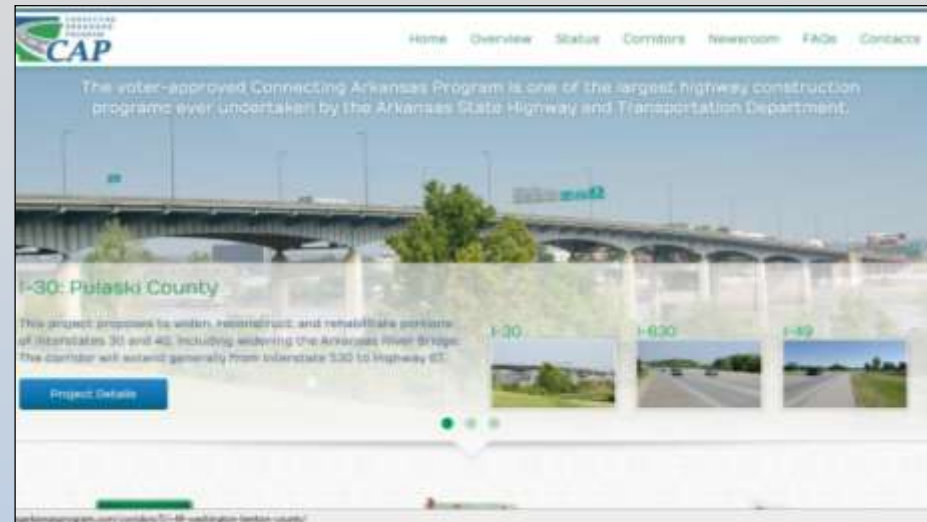 CONNECTING
ARKANSAS
PROGRAM
CAP
Home Overview Status Corridors Newsroom FAQs Contacts
The voter-approved Connecting Arkansas Program is one of the largest highway construction
programs ever undertaken by the Arkansas State Highway and Transportation Department.
I-30: Pulaski County
This project proposes to widen, reconstruct, and rehabilitate portions
of Interstates 30 and 40, including widening the Arkansas River Bridge.
The corridor will extend generally from Interstate 530 to Highway 67.
Project Details
I-30 I-630 I-49